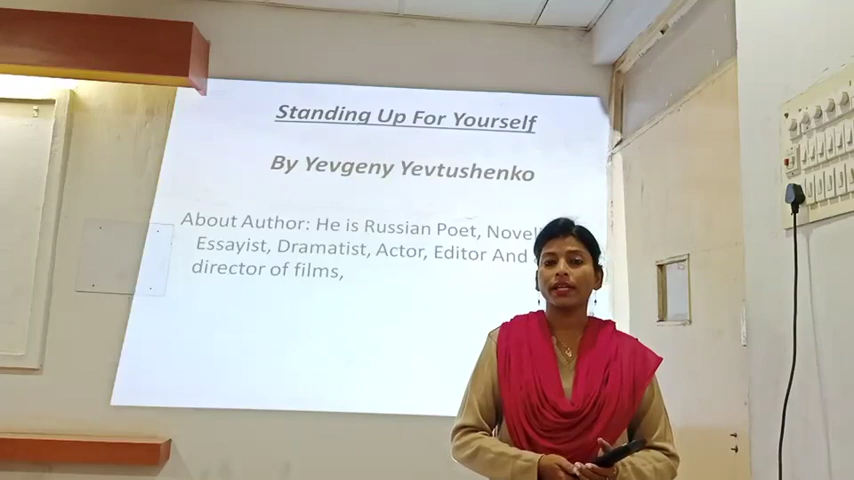 Standing Up For Yourself
By Yevgeny Yevtushenko
About Author: He is Russian Poet, Novel
Essayist, Dramatist, Actor, Editor And
director of films,